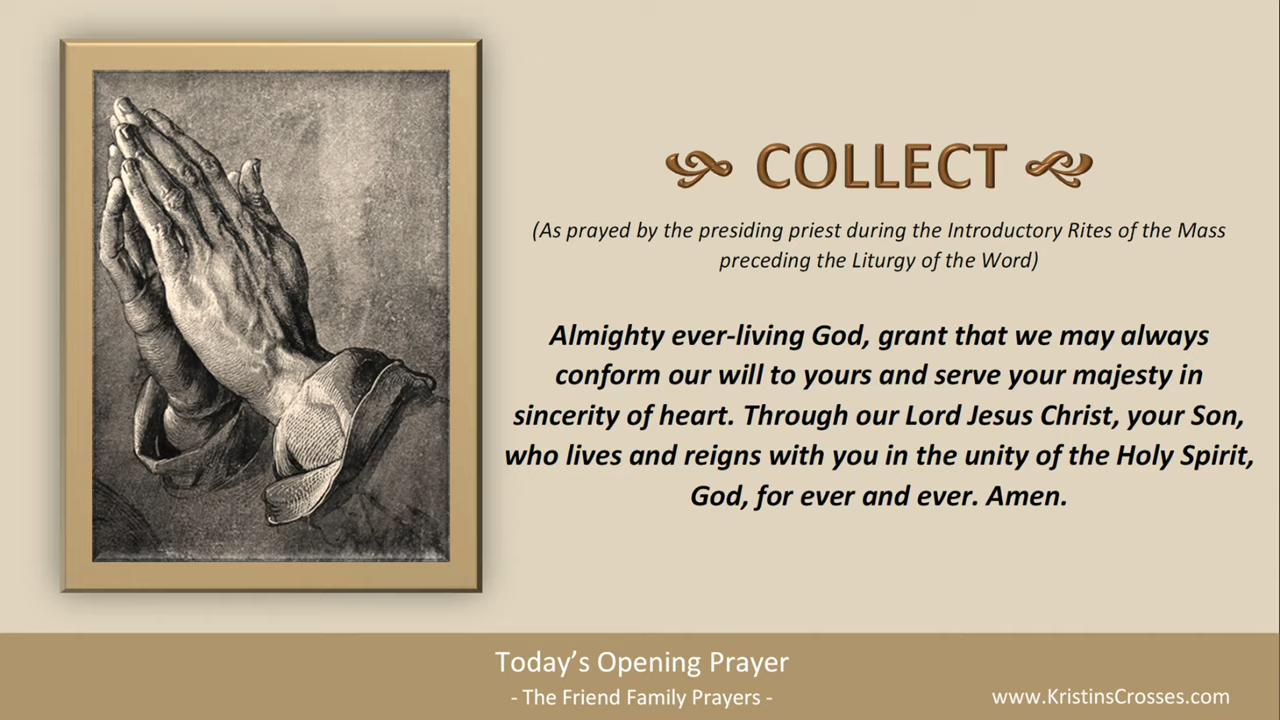 COLLECT
(As prayed by the presiding priest during the Introductory Rites of the Mass
preceding the Liturgy of the Word)
Almighty ever-living God, grant that we may always
conform our will to yours and serve your majesty in
sincerity of heart. Through our Lord Jesus Christ, your Son,
who lives and reigns with you in the unity of the Holy Spirit,
God, for ever and ever. Amen.
Today's Opening Prayer
- The Friend Family Prayers -
www.KristinsCrosses.com